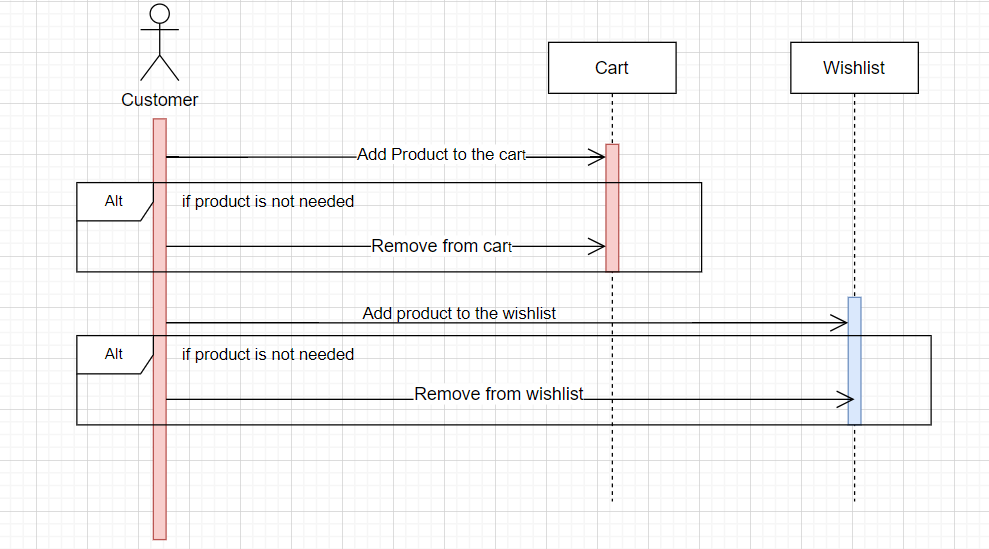 Customer
Cart
Wishlist
Add Product to the cart
Alt
if product is not needed
Remove from cart
Add product to the wishlist
Alt
if product is not needed
Remove from wishlist